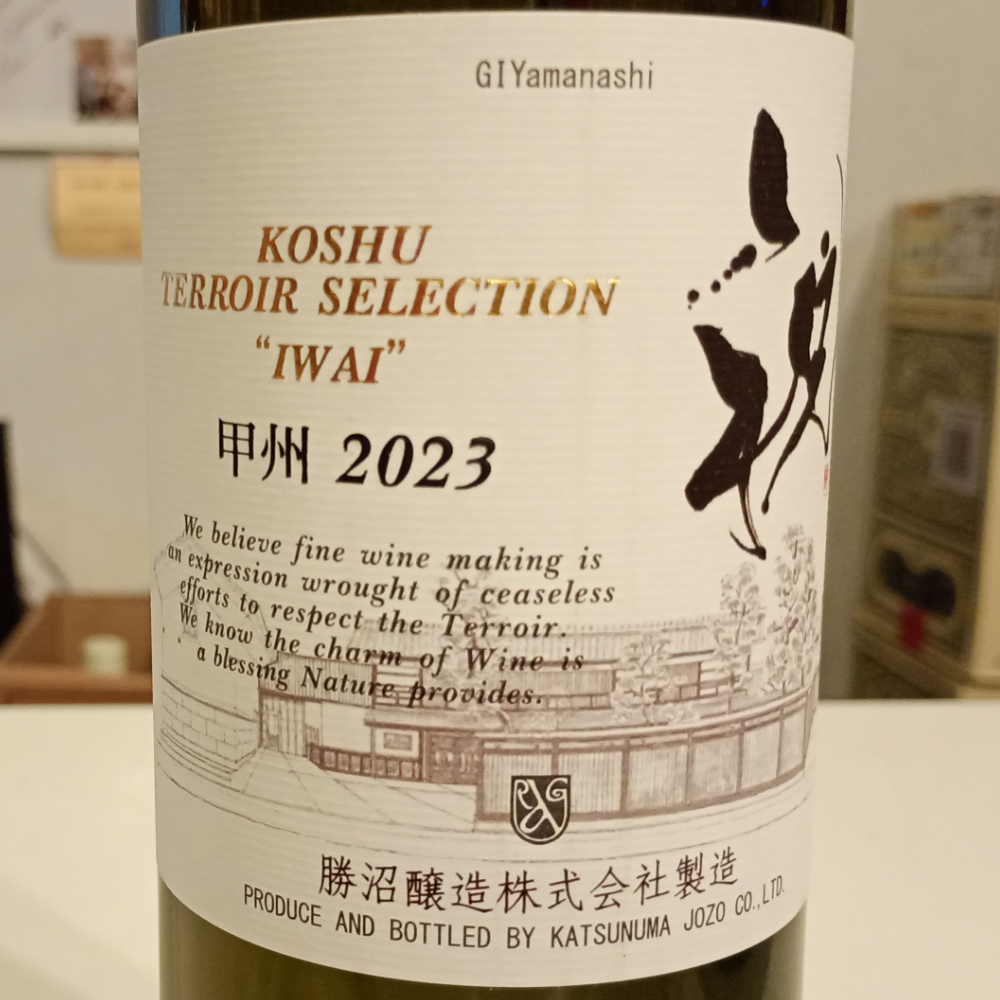 GIYamanashi
祝
KOSHU
TERROIR SELECTION
“IWAI”
甲州 2023
We believe fine wine making is
an expression wrought of ceaseless
efforts to respect the Terroir.
We know the charm of Wine is
a blessing Nature provides.
勝沼醸造株式会社製造
PRODUCE AND BOTTLED BY KATSUNUMA JOZO CO.,LTD.